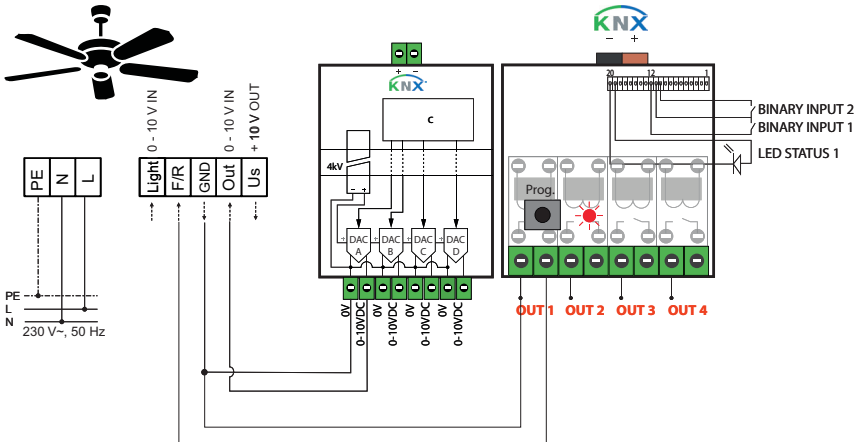 KNX
− +
20 12 1
BINARY INPUT 2
BINARY INPUT 1
LED STATUS 1
Prog.
OUT 1 OUT 2 OUT 3 OUT 4
+ −
KNX
C
4kV
− +
+ DAC A
+ DAC B
+ DAC C
+ DAC D
0V
0-10VDC
0V
0-10VDC
0V
0-10VDC
0V
0-10VDC
0 - 10 V IN
0 - 10 V IN
+ 10 V OUT
Light
F/R
GND
Out
Us
PE
N
L
PE
L
N
230 V~, 50 Hz